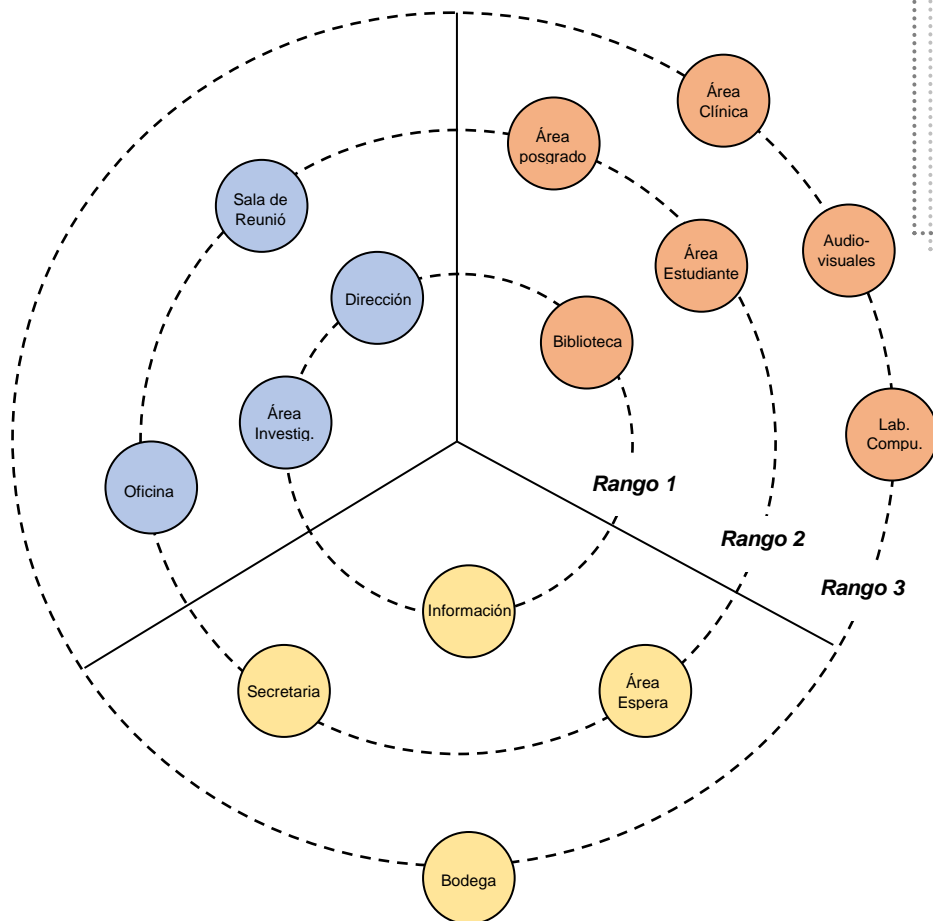 Área
Clínica
Área
posgrado
Sala de
Reunió
Audio-
visuales
Área
Estudiante
Dirección
Biblioteca
Área
Investig.
Lab.
Compu.
Oficina
Rango 1
Rango 2
Rango 3
Información
Secretaria
Área
Espera
Bodega